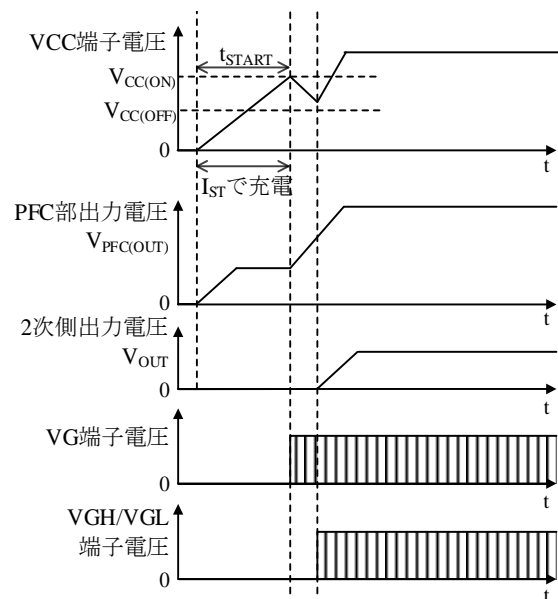 VCC端子電圧
tSTART
VCC(ON)
VCC(OFF)
0
t
ISTで充電
PFC部出力電圧
VPFC(OUT)
0
t
2次側出力電圧
VOUT
0
t
VG端子電圧
0
t
VGH/VGL
端子電圧
0
t